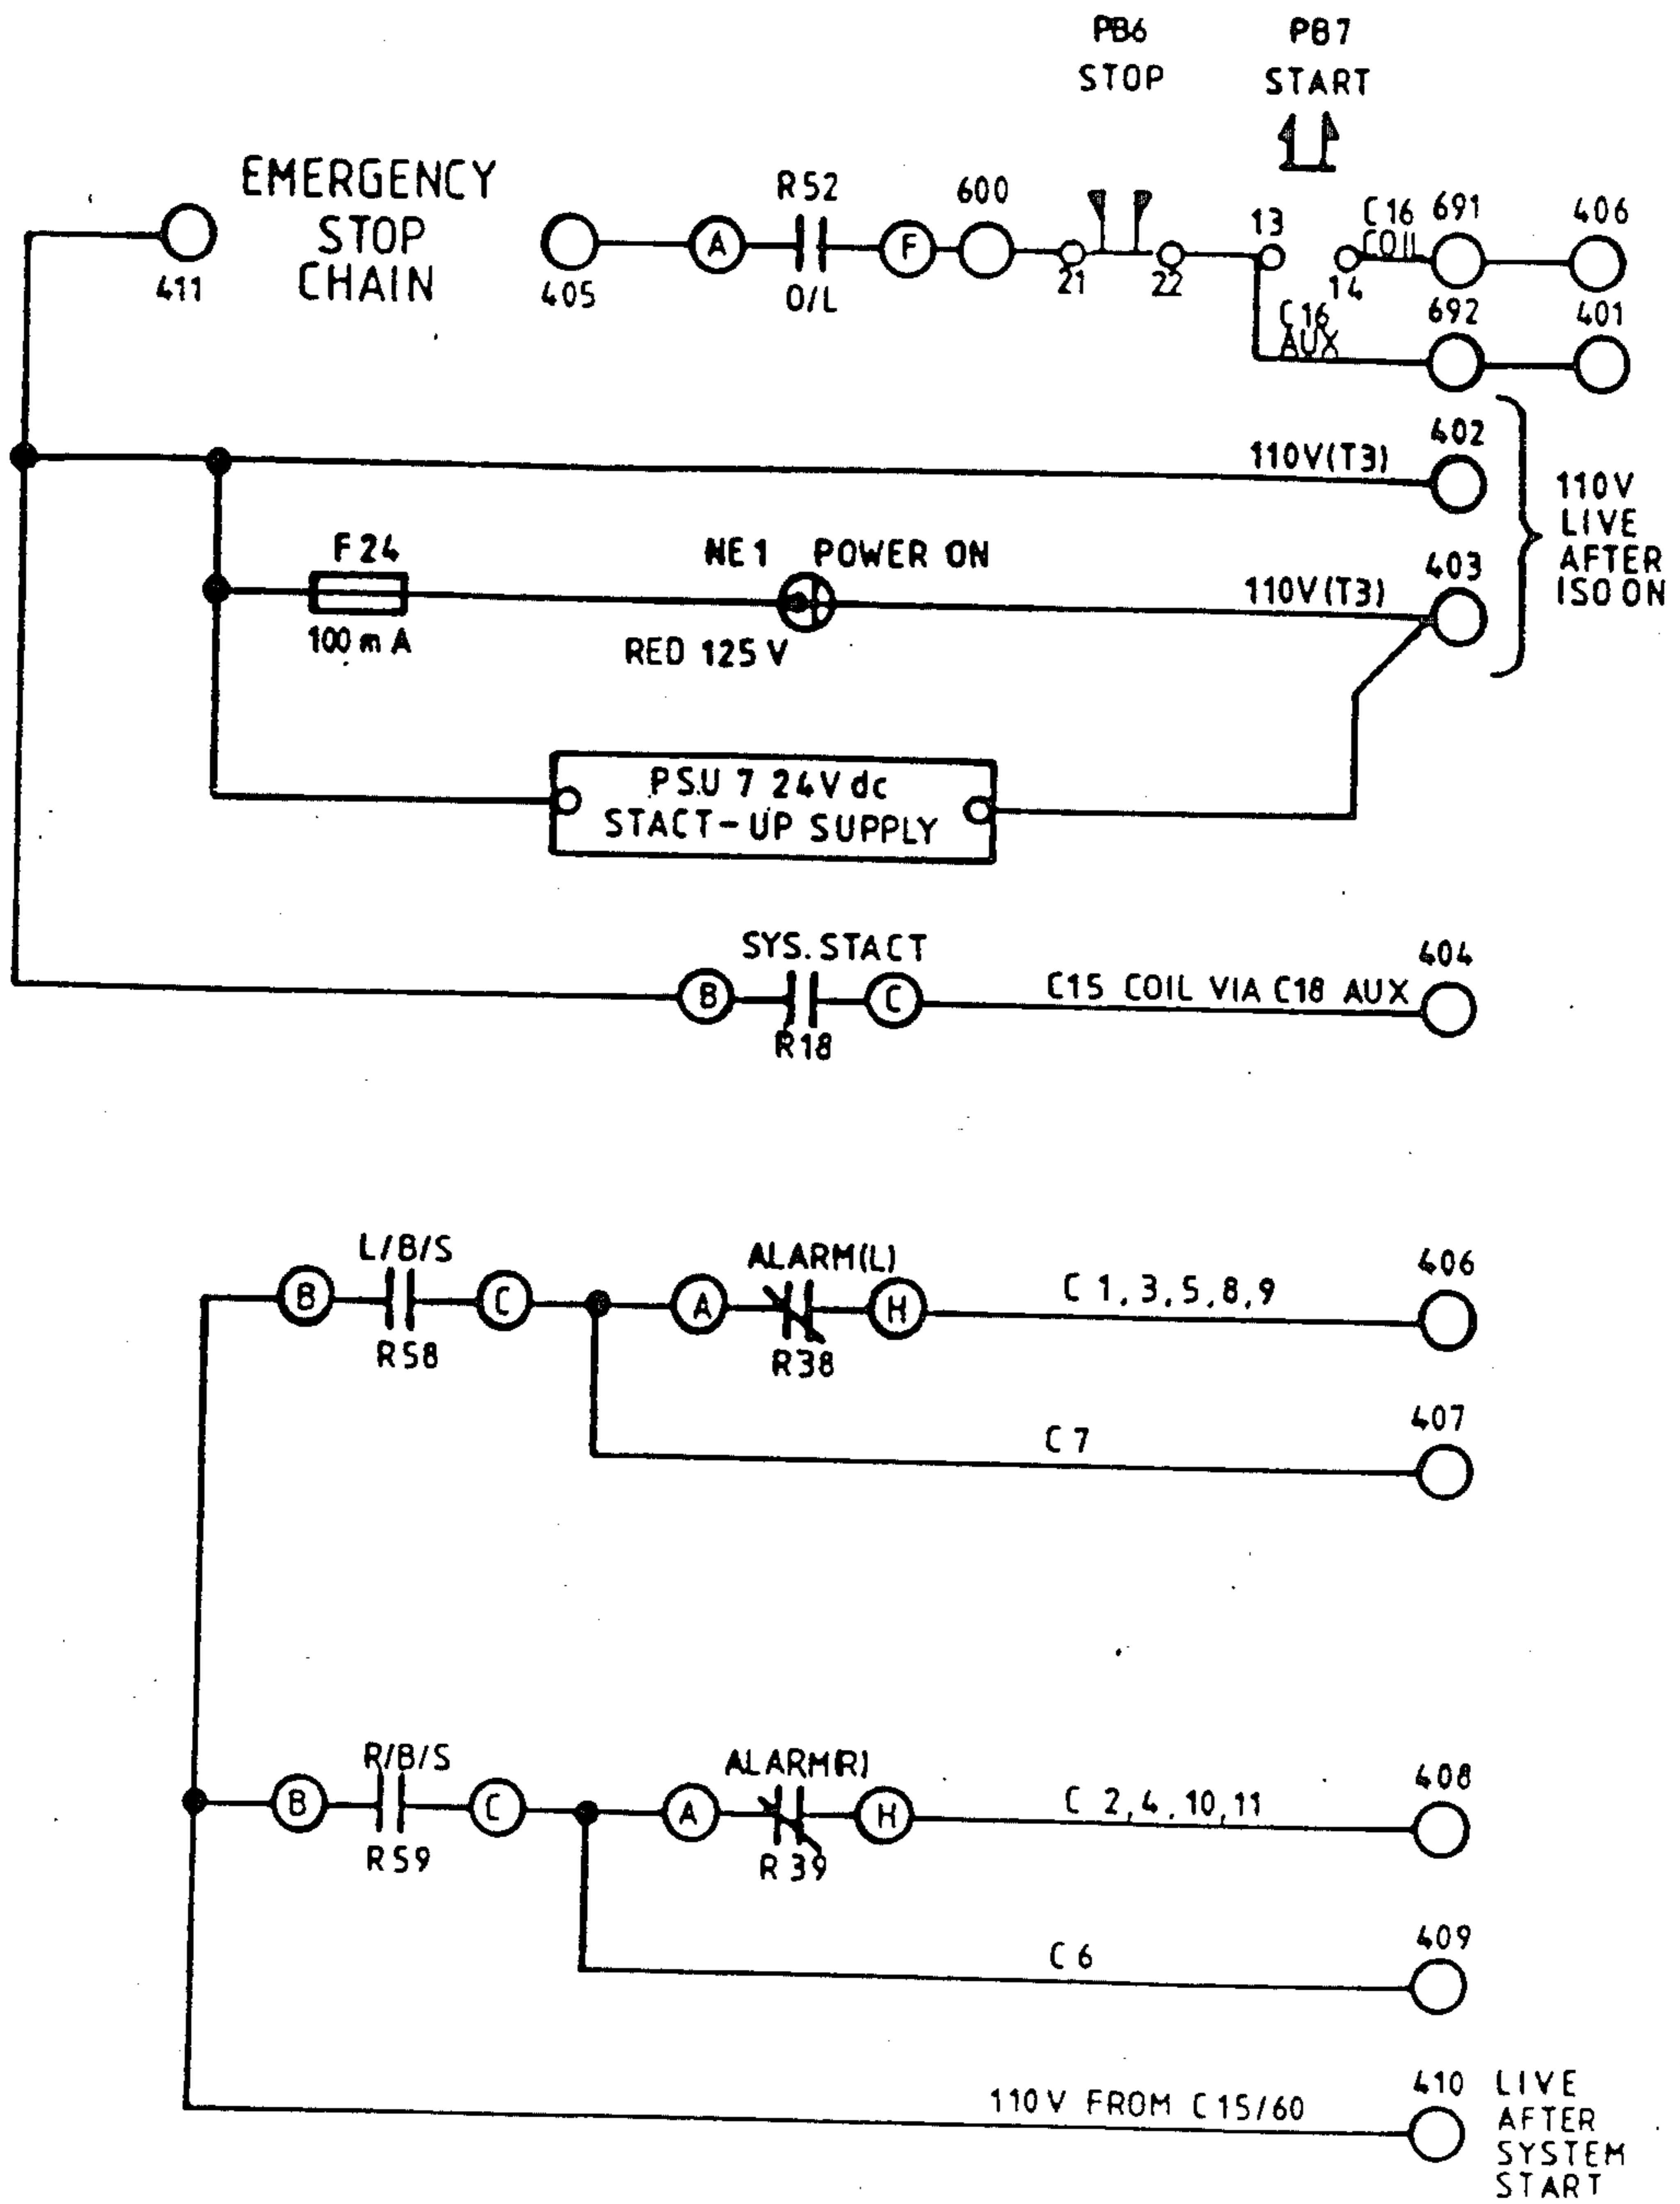 PB6
STOP
PB7
START
EMERGENCY
STOP
CHAIN
411
405
A
R52
O/L
F
600
21
22
13
14
C16
COIL
691
406
C16
AUX
692
401
402
110V(T3)
F24
100mA
NE1 POWER ON
RED 125V
110V(T3)
403
110V
LIVE
AFTER
ISO ON
PSU 7 24Vdc
STACT-UP SUPPLY
SYS. STACT
B
C
R18
C15 COIL VIA C18 AUX
404
L/B/S
B
C
R58
ALARM(L)
A
H
R38
C 1, 3, 5, 8, 9
406
C 7
407
R/B/S
B
C
R59
ALARM(R)
A
H
R39
C 2, 4, 10, 11
408
C 6
409
110V FROM C15/60
410
LIVE
AFTER
SYSTEM
START